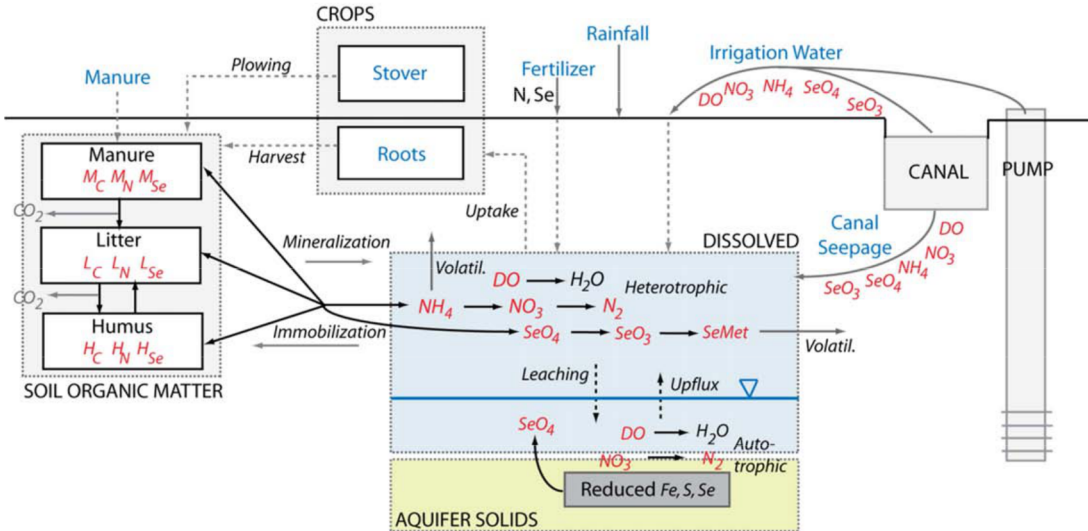 CROPS
Rainfall
Irrigation Water
Manure
Plowing
Stover
Fertilizer
N, Se
DO NO3 NH4 SeO4 SeO3
Manure
MC MN MSe
Harvest
Roots
CO2
Uptake
CANAL
PUMP
Litter
LC LN LSe
Mineralization
DISSOLVED
Canal
Seepage
DO
NO3
NH4
SeO4
SeO3
Volatil.
DO H2O
Heterotrophic
CO2
NH4 NO3 N2
Humus
HC HN HSe
Immobilization
SeO4 SeO3 SeMet
Volatil.
SOIL ORGANIC MATTER
Leaching
Upflux
SeO4
DO H2O
Auto-
trophic
NO3 N2
Reduced Fe, S, Se
AQUIFER SOLIDS